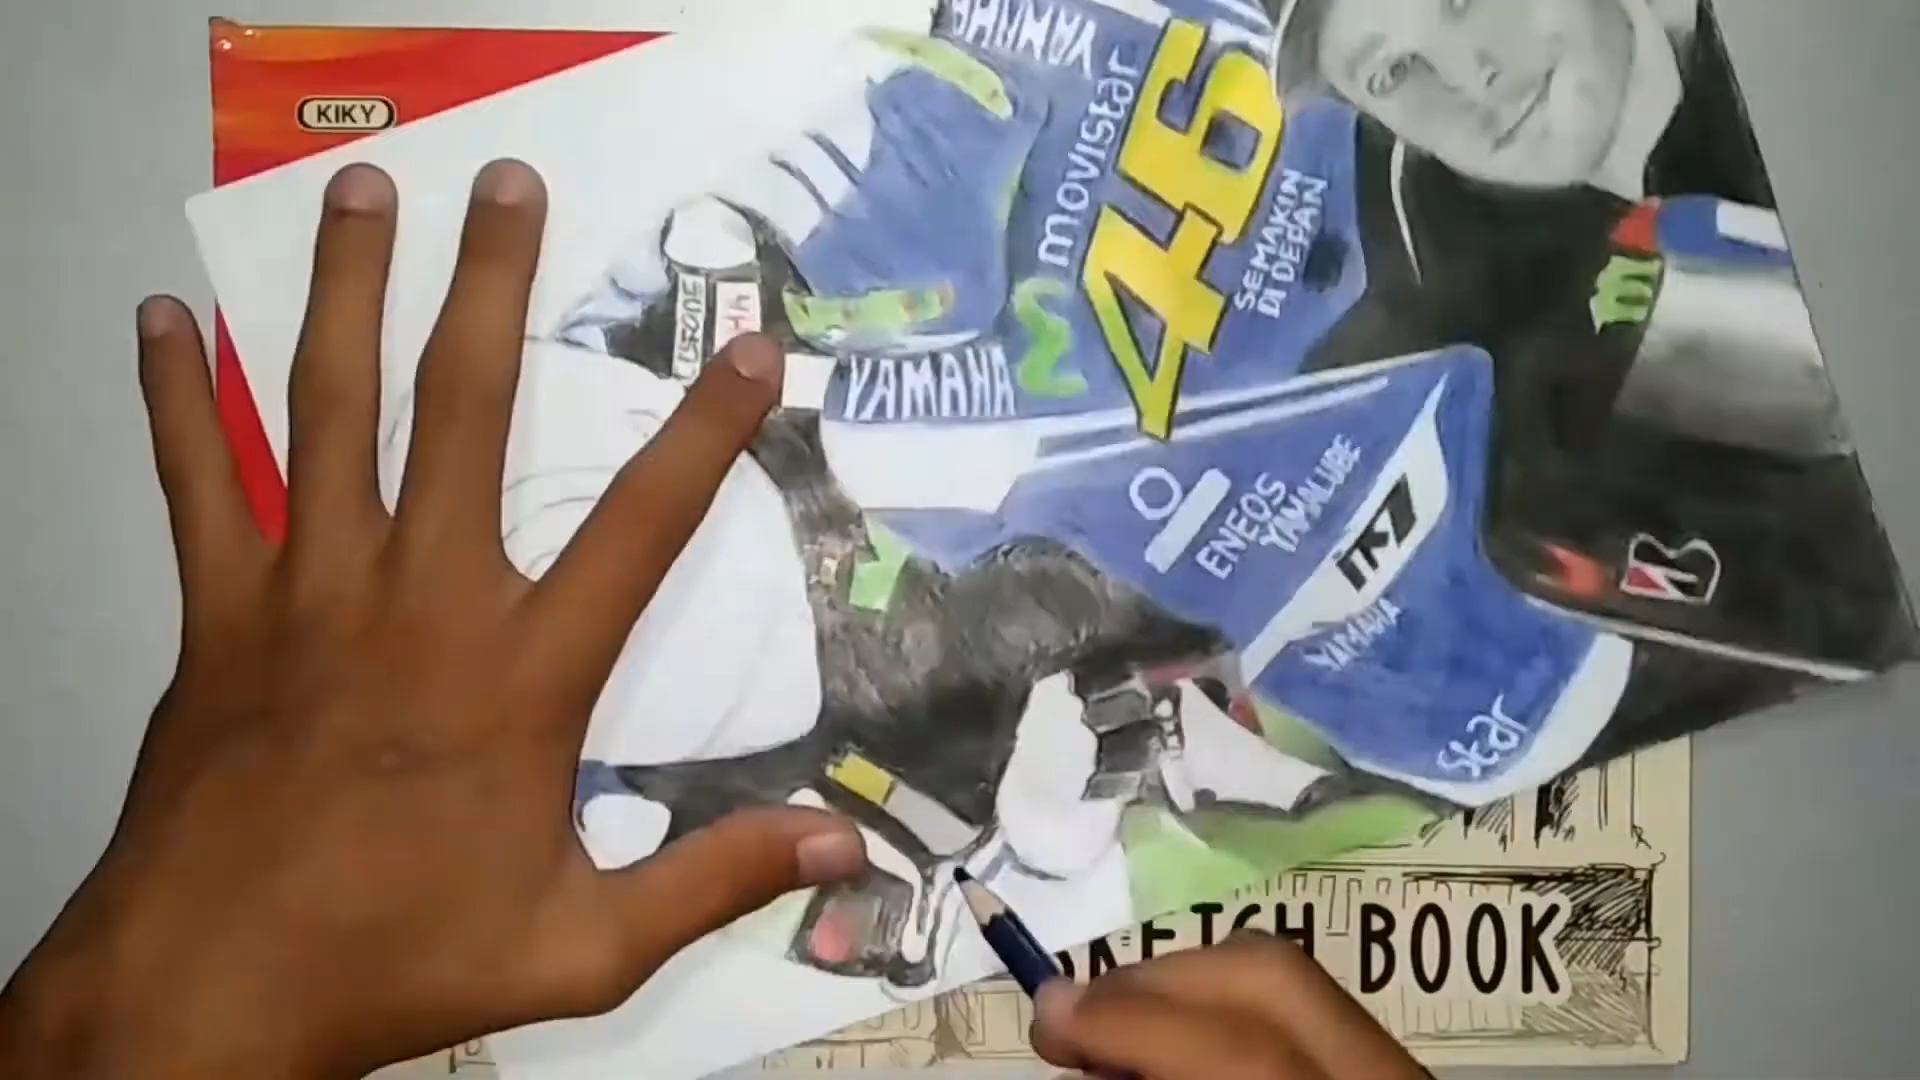 KIKY
YAMAHA
movistar
46
SEMAKIN
DI DEPAN
YAMAHA
ENEOS
YAMALUBE
YAMAHA
star
SKETCH BOOK